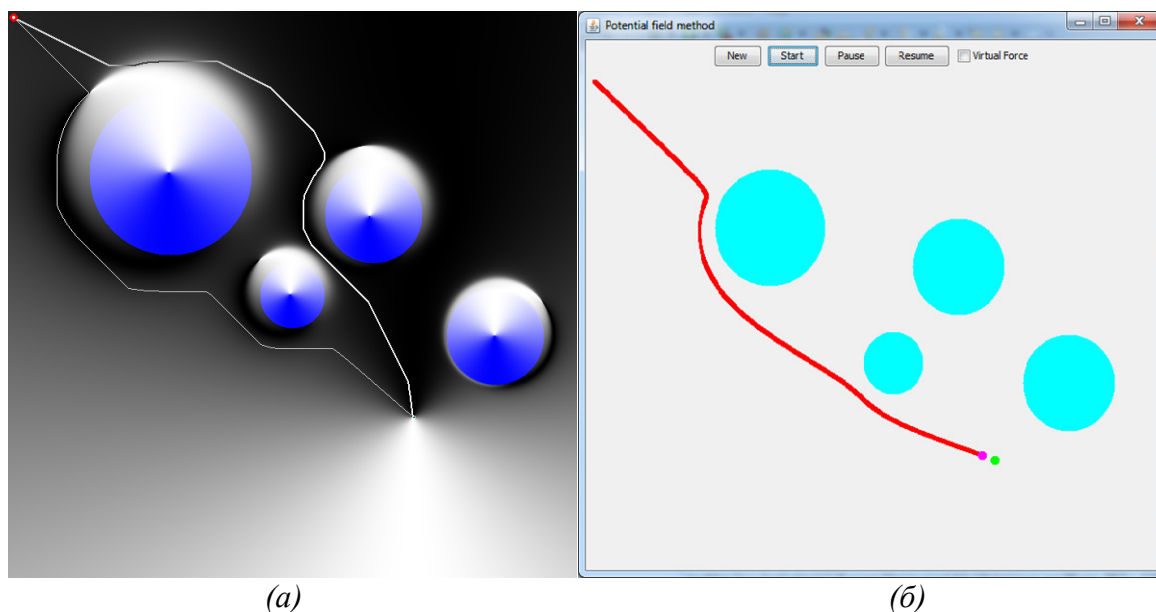 Potential field method
New Start Pause Resume Virtual Force
(а) (б)